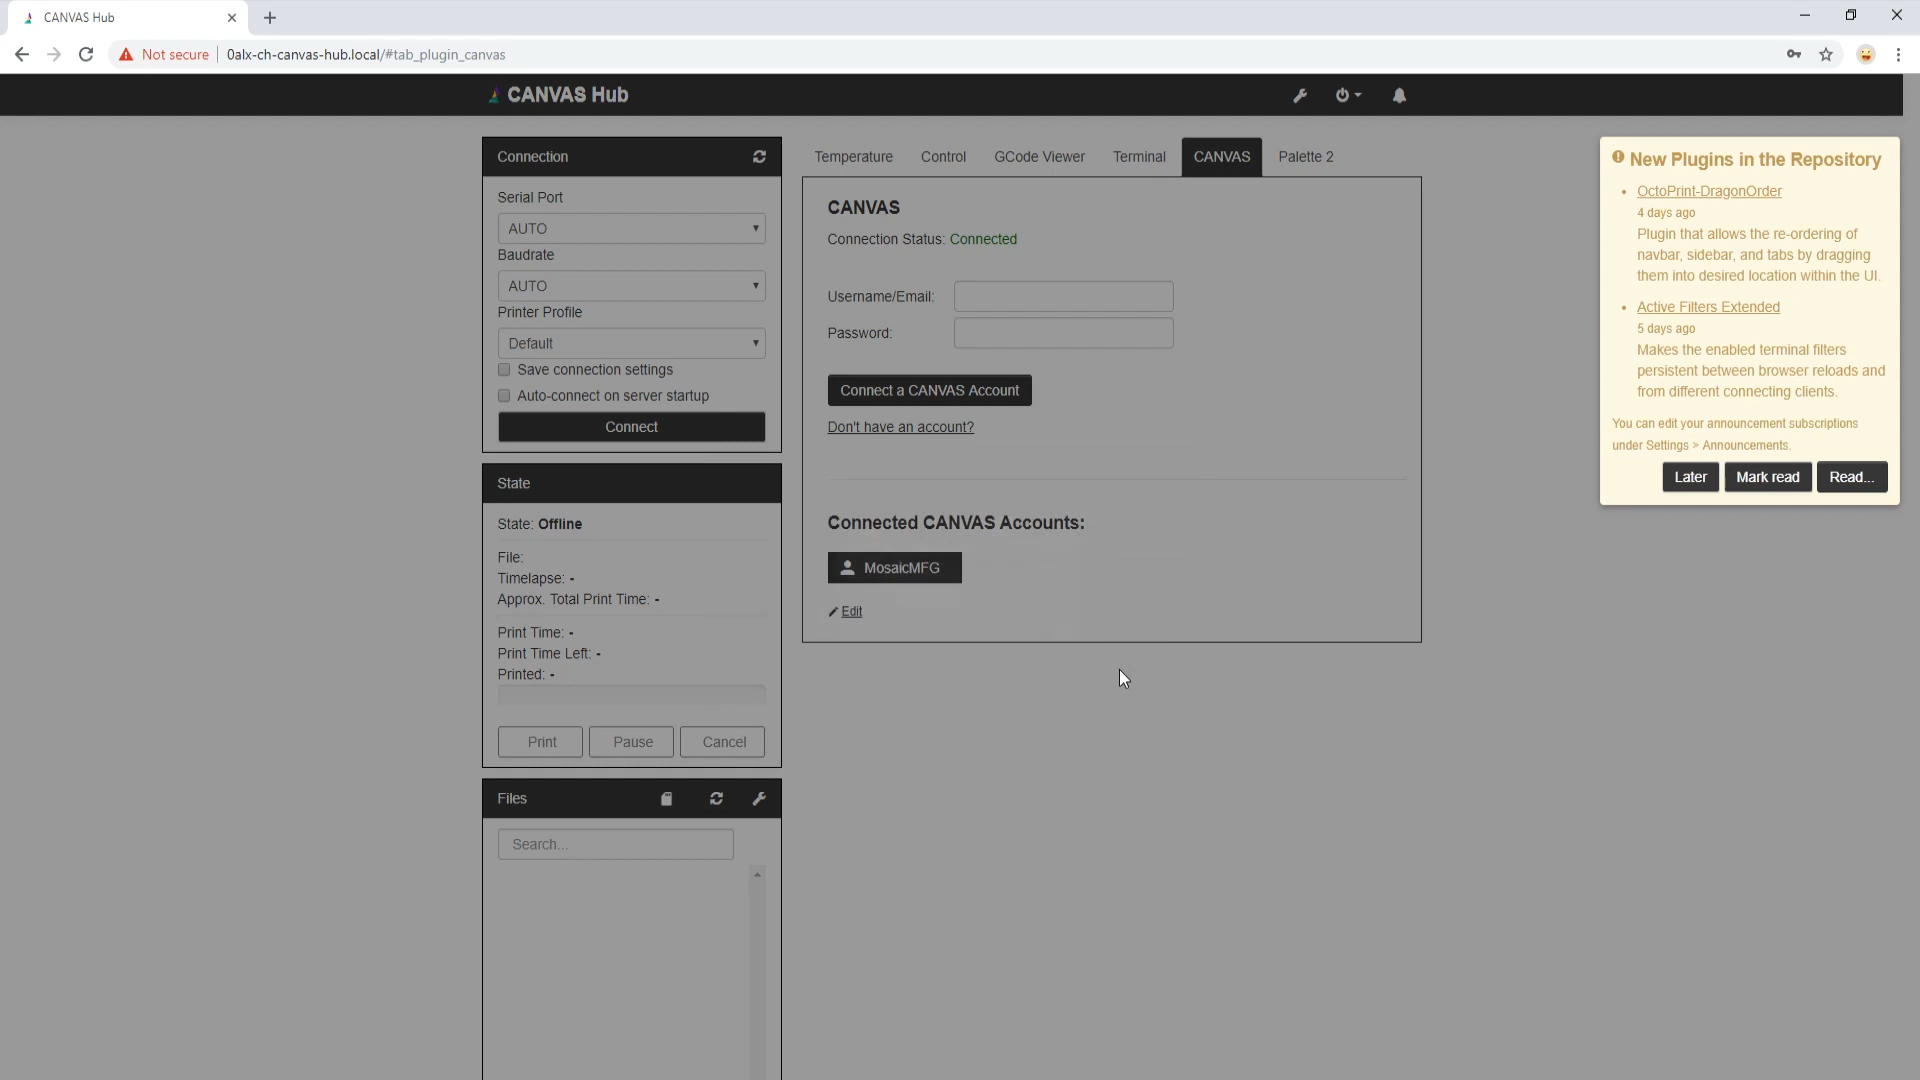 CANVAS Hub
Not secure
0alx-ch-canvas-hub.local/#tab_plugin_canvas
CANVAS Hub
Connection
Serial Port
AUTO
Baudrate
AUTO
Printer Profile
Default
Save connection settings
Auto-connect on server startup
Connect
State
State: Offline
File:
Timelapse: -
Approx. Total Print Time: -
Print Time: -
Print Time Left: -
Printed: -
Print Pause Cancel
Files
Search...
Temperature Control GCode Viewer Terminal CANVAS Palette 2
CANVAS
Connection Status: Connected
Username/Email:
Password:
Connect a CANVAS Account
Don't have an account?
Connected CANVAS Accounts:
MosaicMFG
Edit
New Plugins in the Repository
• OctoPrint-DragonOrder
4 days ago
Plugin that allows the re-ordering of
navbar, sidebar, and tabs by dragging
them into desired location within the UI.
• Active Filters Extended
5 days ago
Makes the enabled terminal filters
persistent between browser reloads and
from different connecting clients.
You can edit your announcement subscriptions
under Settings > Announcements.
Later Mark read Read...